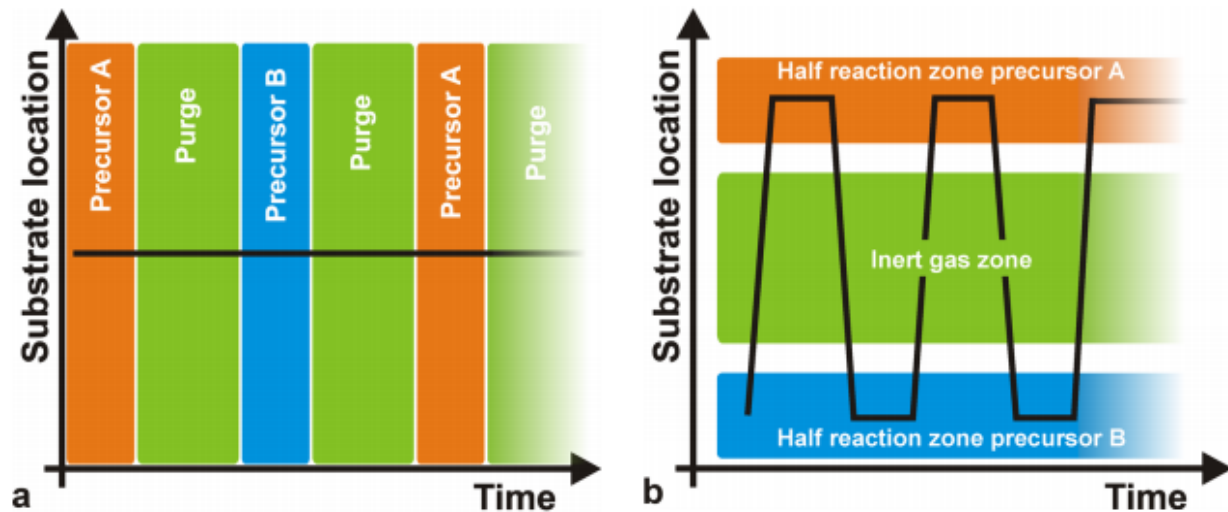 Substrate location
Precursor A
Purge
Precursor B
Purge
Precursor A
Purge
a
Time
Substrate location
Half reaction zone precursor A
Inert gas zone
Half reaction zone precursor B
b
Time